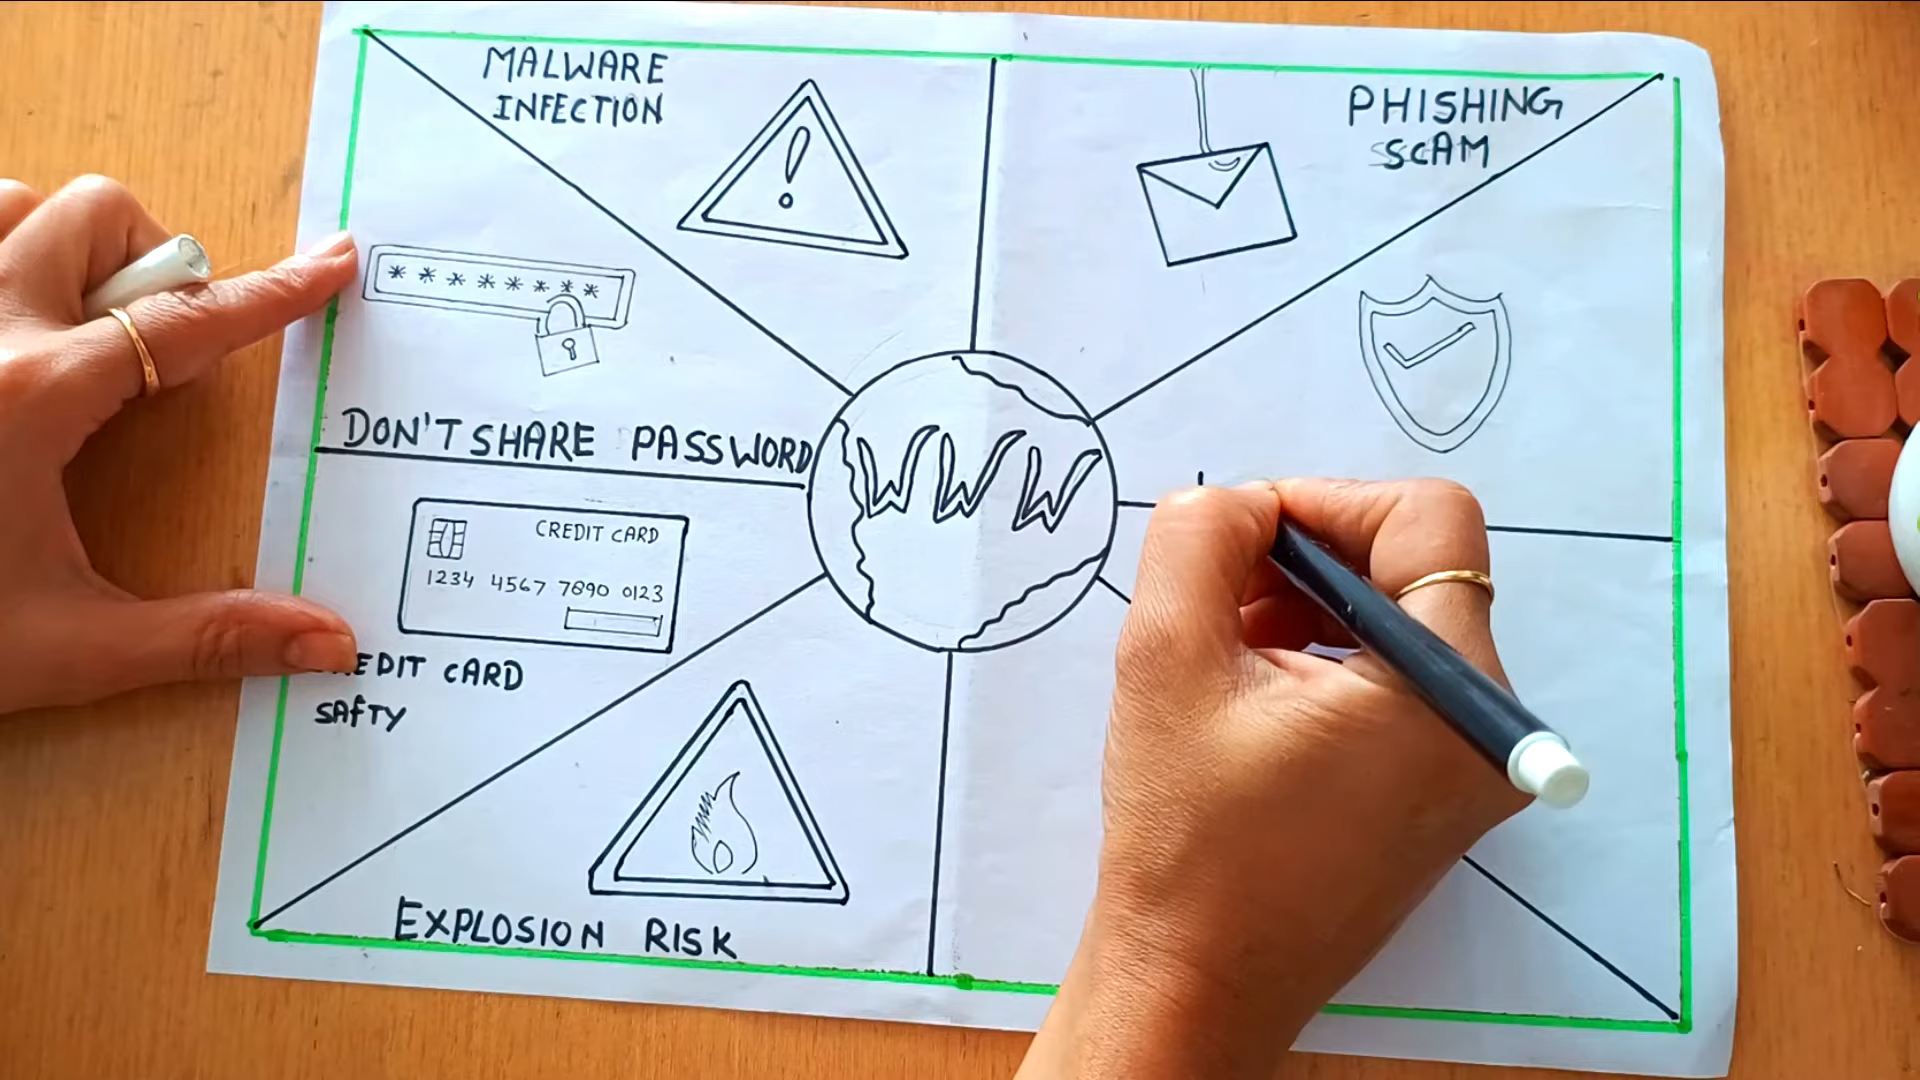 MALWARE
INFECTION
PHISHING
SCAM
* * * * * * * *
DON'T SHARE PASSWORD
WWW
CREDIT CARD
1234 4567 7890 0123
EDIT CARD
SAfTY
EXPLOSION RISK